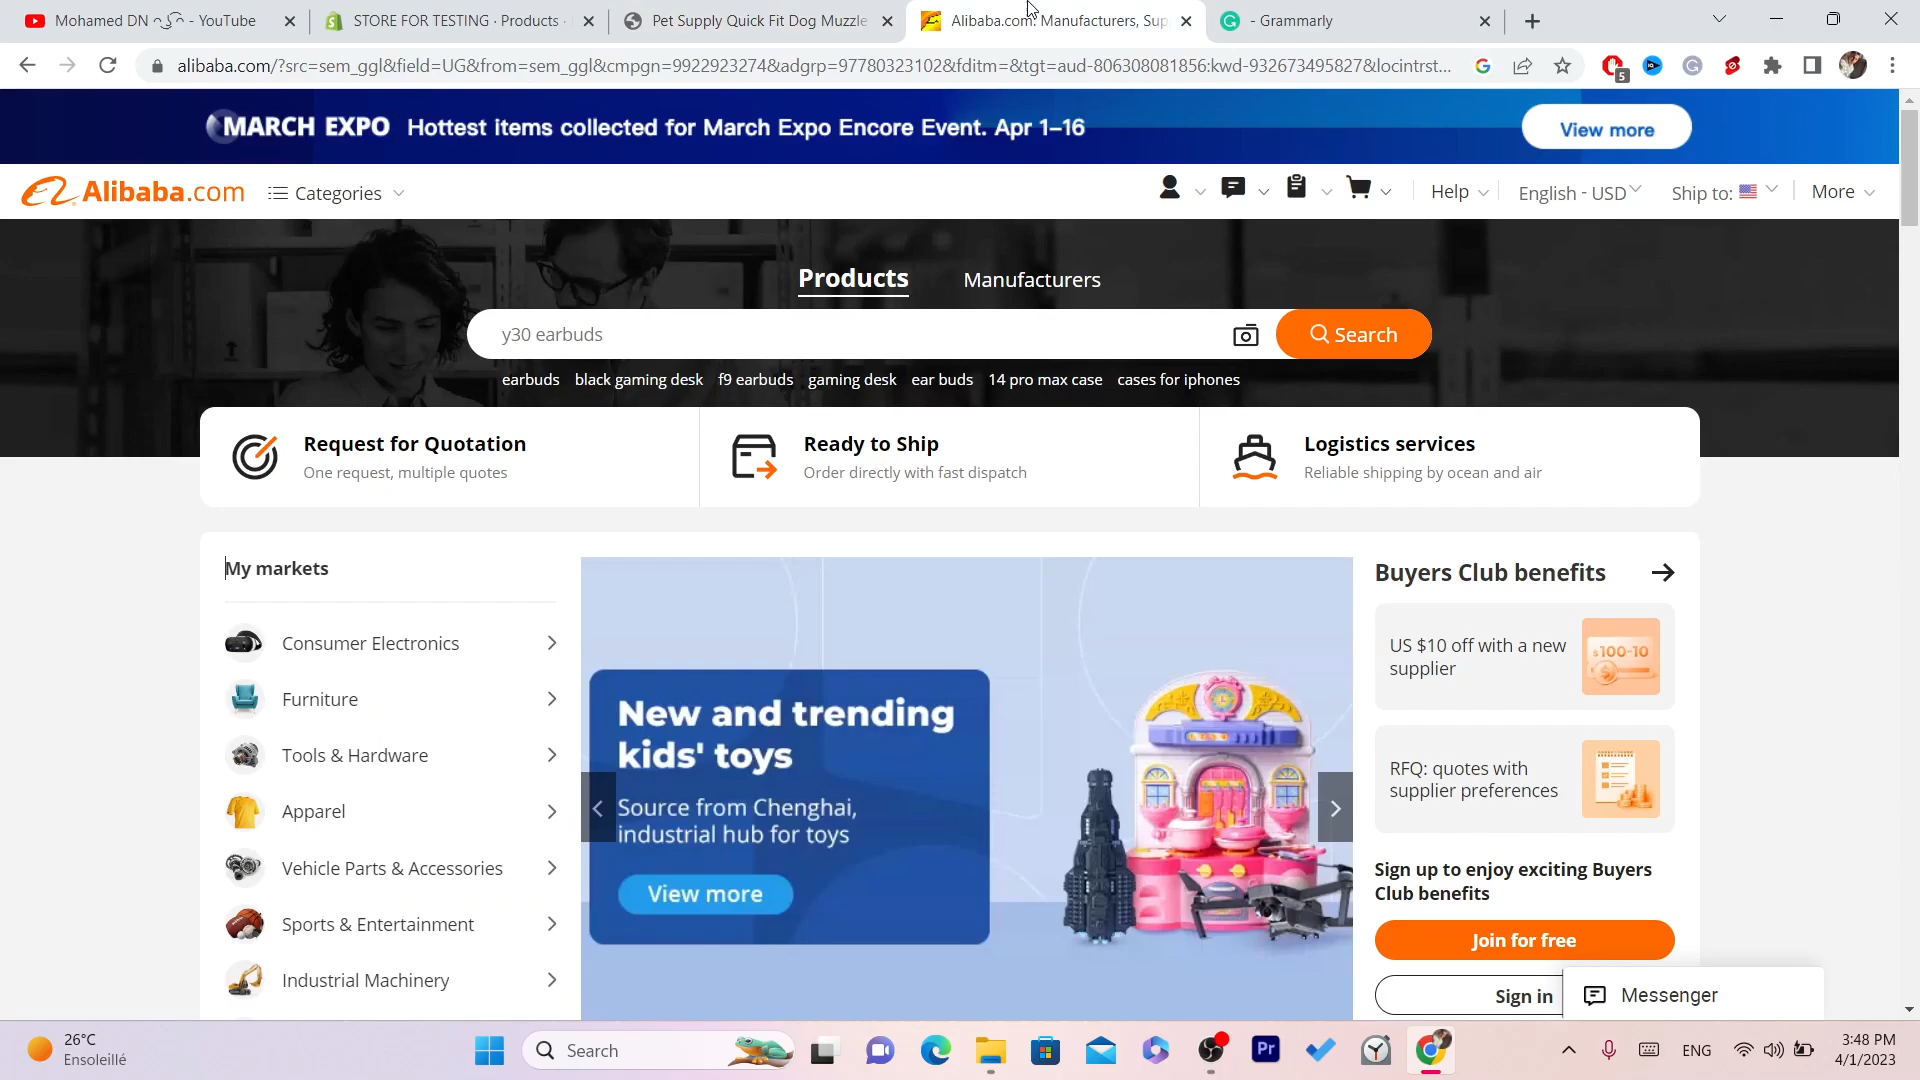 Mohamed DN - YouTube
STORE FOR TESTING · Products ·
Pet Supply Quick Fit Dog Muzzle
Alibaba.com: Manufacturers, Sup
- Grammarly
alibaba.com/?src=sem_ggl&field=UG&from=sem_ggl&cmpgn=9922923274&adgrp=97780323102&fditm=&tgt=aud-806308081856:kwd-932673495827&locintrst...
5
MARCH EXPO Hottest items collected for March Expo Encore Event. Apr 1–16
View more
Alibaba.com
Categories
Help
English - USD
Ship to:
More
Products
Manufacturers
y30 earbuds
Search
earbuds black gaming desk f9 earbuds gaming desk ear buds 14 pro max case cases for iphones
Request for Quotation
One request, multiple quotes
Ready to Ship
Order directly with fast dispatch
Logistics services
Reliable shipping by ocean and air
My markets
Consumer Electronics
Furniture
Tools & Hardware
Apparel
Vehicle Parts & Accessories
Sports & Entertainment
Industrial Machinery
New and trending
kids' toys
Source from Chenghai,
industrial hub for toys
View more
Buyers Club benefits
US $10 off with a new
supplier
$100-10
RFQ: quotes with
supplier preferences
Sign up to enjoy exciting Buyers
Club benefits
Join for free
Sign in
Messenger
26°C
Ensoleillé
Search
Pr
ENG
3:48 PM
4/1/2023